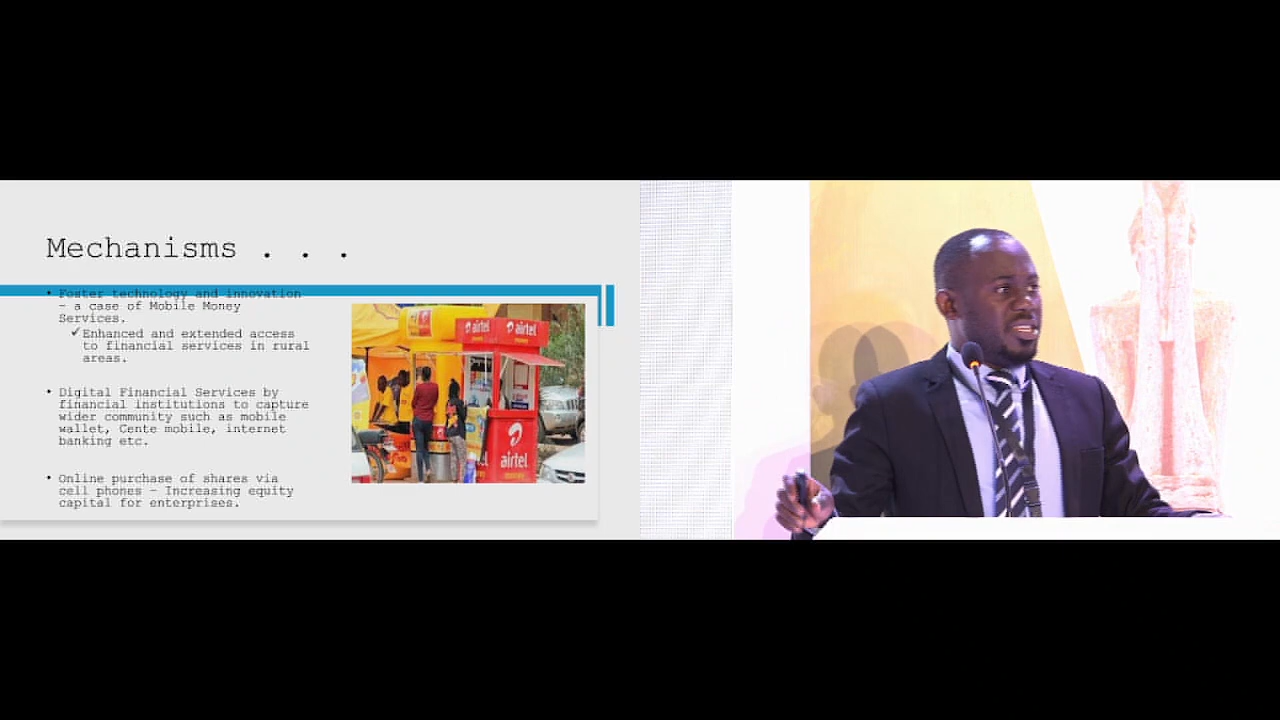 Mechanisms . . .
• Foster technology and innovation
– a case of Mobile Money
Services.
✓Enhanced and extended access
to financial services in rural
areas.
• Digital Financial Services by
financial institutions to capture
wider community such as mobile
wallet, Cente mobile, internet
banking etc.
• Online purchase of shares via
cell phones – Increasing equity
capital for enterprises.
airtel
airtel
airtel